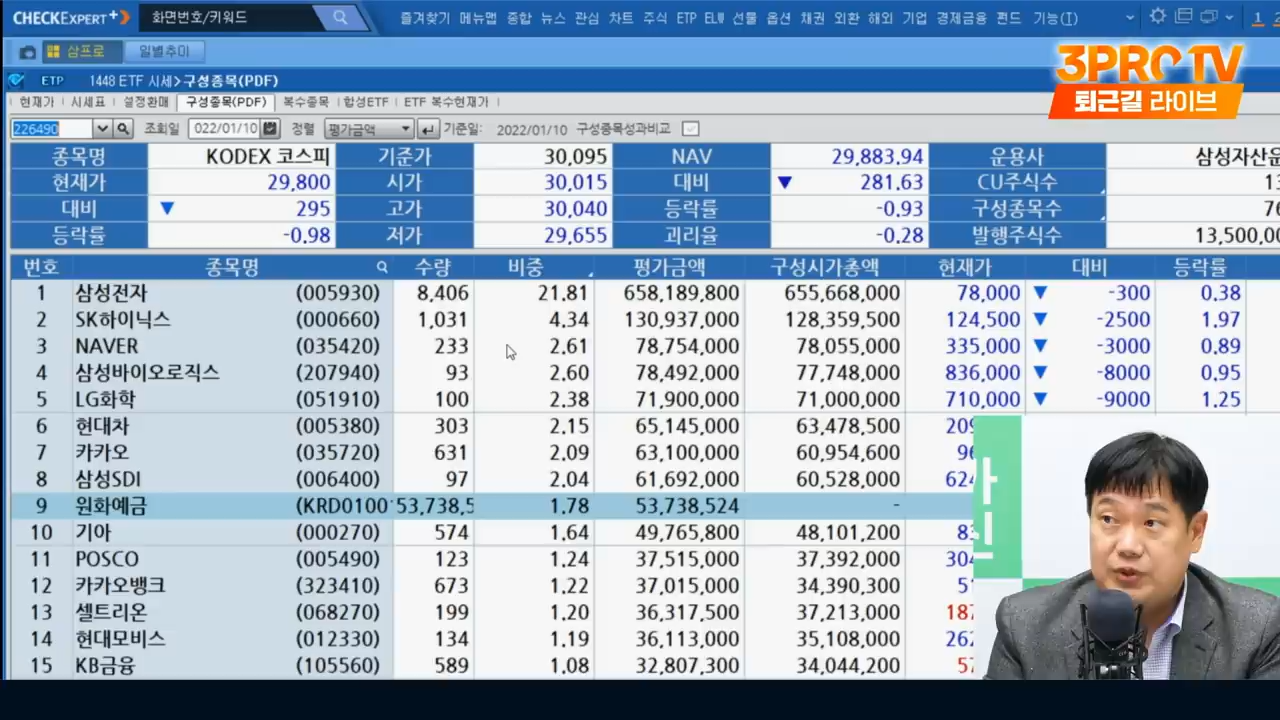 CHECK EXPERT+ 화면번호/키워드 즐겨찾기 메뉴맵 종합 뉴스 관심 차트 주식 ETP ELW 선물 옵션 채권 외환 해외 기업 경제금융 펀드 기능(T) 1 2
삼프로 일별추미
3PROTV
퇴근길 라이브
ETP 1448 ETF 시세>구성종목(PDF)
현재가 시세표 설정환매 구성종목(PDF) 복수종목 합성ETF ETF 복수현재가
226490 조회일 022/01/10 정렬 평가금액 기준일: 2022/01/10 구성종목성과비교
종목명 KODEX 코스피 기준가 30,095 NAV 29,883.94 운용사 삼성자산운
현재가 29,800 시가 30,015 대비 ▼ 281.63 CU주식수 13
대비 ▼ 295 고가 30,040 등락률 -0.93 구성종목수 76
등락률 -0.98 저가 29,655 괴리율 -0.28 발행주식수 13,500,00
번호 종목명 수량 비중 평가금액 구성시가총액 현재가 대비 등락률
1 삼성전자 (005930) 8,406 21.81 658,189,800 655,668,000 78,000 ▼ -300 0.38
2 SK하이닉스 (000660) 1,031 4.34 130,937,000 128,359,500 124,500 ▼ -2500 1.97
3 NAVER (035420) 233 2.61 78,754,000 78,055,000 335,000 ▼ -3000 0.89
4 삼성바이오로직스 (207940) 93 2.60 78,492,000 77,748,000 836,000 ▼ -8000 0.95
5 LG화학 (051910) 100 2.38 71,900,000 71,000,000 710,000 ▼ -9000 1.25
6 현대차 (005380) 303 2.15 65,145,000 63,478,500 209
7 카카오 (035720) 631 2.09 63,100,000 60,954,600 96
8 삼성SDI (006400) 97 2.04 61,692,000 60,528,000 624
9 원화예금 (KRD0100 53,738,5 1.78 53,738,524 -
10 기아 (000270) 574 1.64 49,765,800 48,101,200 83
11 POSCO (005490) 123 1.24 37,515,000 37,392,000 304
12 카카오뱅크 (323410) 673 1.22 37,015,000 34,390,300 51
13 셀트리온 (068270) 199 1.20 36,317,500 37,213,000 187
14 현대모비스 (012330) 134 1.19 36,113,000 35,108,000 262
15 KB금융 (105560) 589 1.08 32,807,300 34,044,200 57